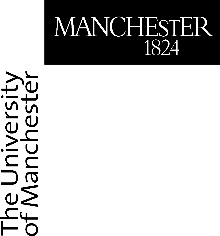 MANCHESTER
1824
The University
of Manchester